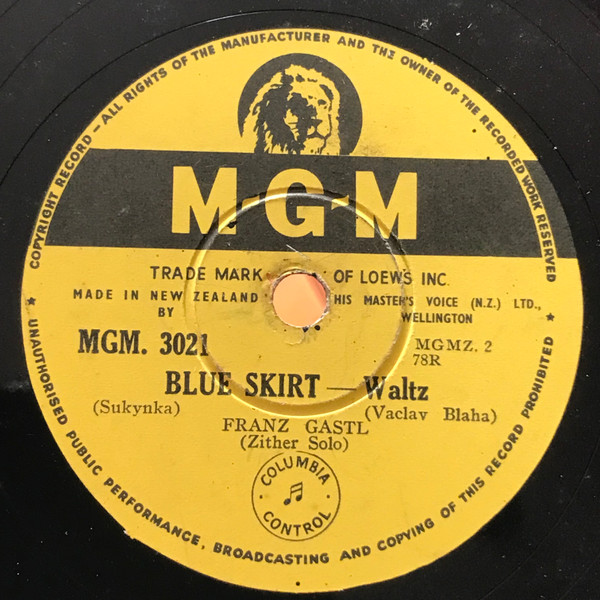 COPYRIGHT RECORD — ALL RIGHTS OF THE MANUFACTURER AND THE OWNER OF THE RECORDED WORK RESERVED
M-G-M
TRADE MARK OF LOEWS INC.
MADE IN NEW ZEALAND HIS MASTER'S VOICE (N.Z.) LTD.,
BY WELLINGTON
MGM. 3021 MGMZ. 2
78R
BLUE SKIRT — Waltz
(Sukynka) (Vaclav Blaha)
FRANZ GASTL
(Zither Solo)
COLUMBIA
CONTROL
★ UNAUTHORISED PUBLIC PERFORMANCE, BROADCASTING AND COPYING OF THIS RECORD PROHIBITED ★